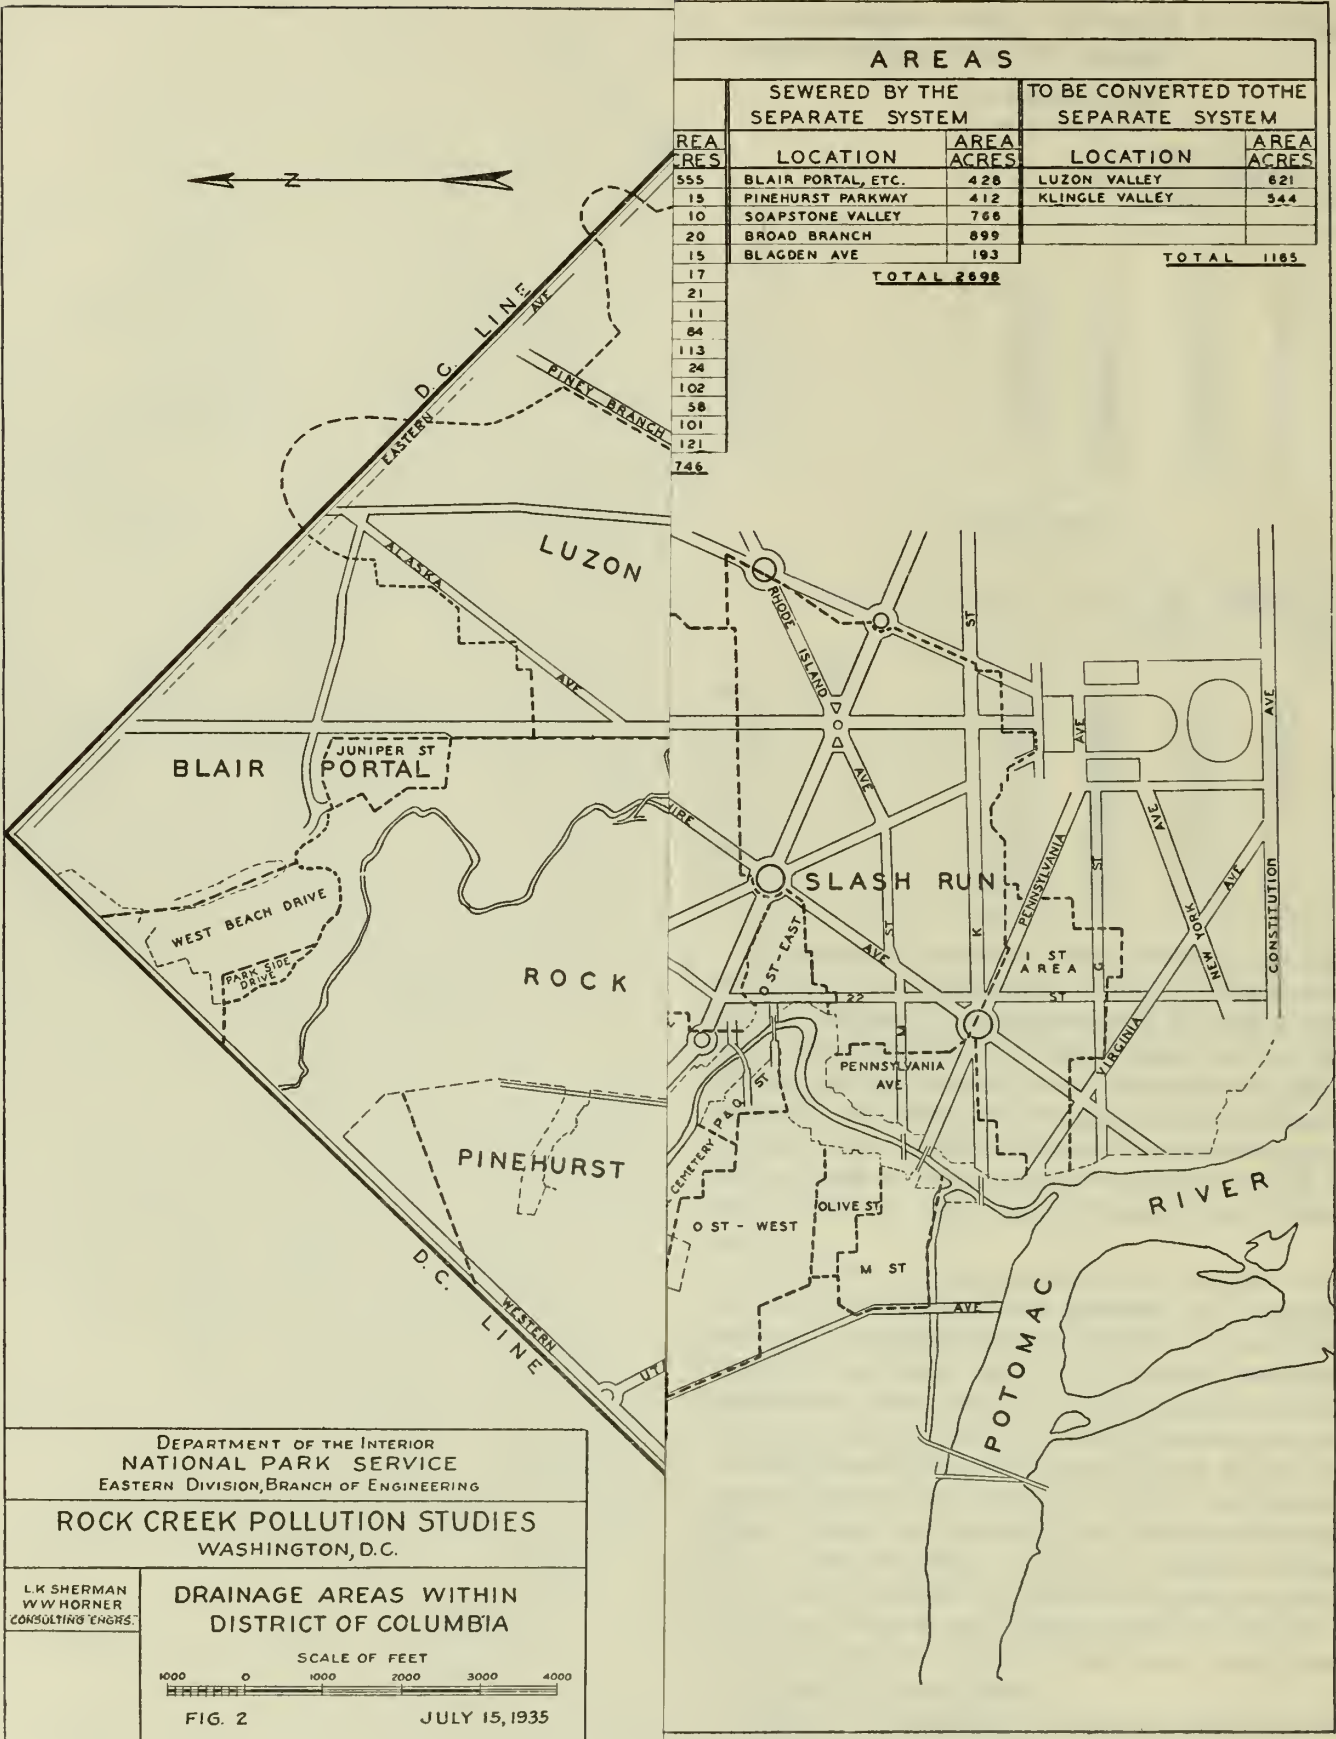 AREAS
SEWERED BY THE
SEPARATE SYSTEM
TO BE CONVERTED TO THE
SEPARATE SYSTEM
REA
CRES
LOCATION
AREA
ACRES
LOCATION
AREA
ACRES
555
BLAIR PORTAL, ETC. 428
LUZON VALLEY 621
15
PINEHURST PARKWAY 412
KLINGLE VALLEY 544
10
SOAPSTONE VALLEY 766
20
BROAD BRANCH 899
15
BLAGDEN AVE 193
TOTAL 1165
17
TOTAL 2698
21
11
84
113
24
102
58
101
121
746
Z
D.C. LINE
EASTERN AVE
PINEY BRANCH
LUZON
ALASKA AVE
BLAIR PORTAL
JUNIPER ST
WEST BEACH DRIVE
PARK SIDE
DRIVE
ROCK
PINEHURST
D.C. LINE
WESTERN
UT
RHODE ISLAND AVE
ST
AVE
AVE
SLASH RUN
HIRE AVE
O ST - EAST
ST
K
PENNSYLVANIA
G ST
NEW YORK AVE
VIRGINIA AVE
CONSTITUTION
I ST
AREA
22 ST
M
PENNSYLVANIA
AVE
P & Q ST
CEMETERY
O ST - WEST
OLIVE ST
M ST
AVE
POTOMAC RIVER
DEPARTMENT OF THE INTERIOR
NATIONAL PARK SERVICE
EASTERN DIVISION, BRANCH OF ENGINEERING
ROCK CREEK POLLUTION STUDIES
WASHINGTON, D.C.
L.K SHERMAN
W W HORNER
CONSULTING ENGRS.
DRAINAGE AREAS WITHIN
DISTRICT OF COLUMBIA
SCALE OF FEET
1000 0 1000 2000 3000 4000
FIG. 2 JULY 15, 1935